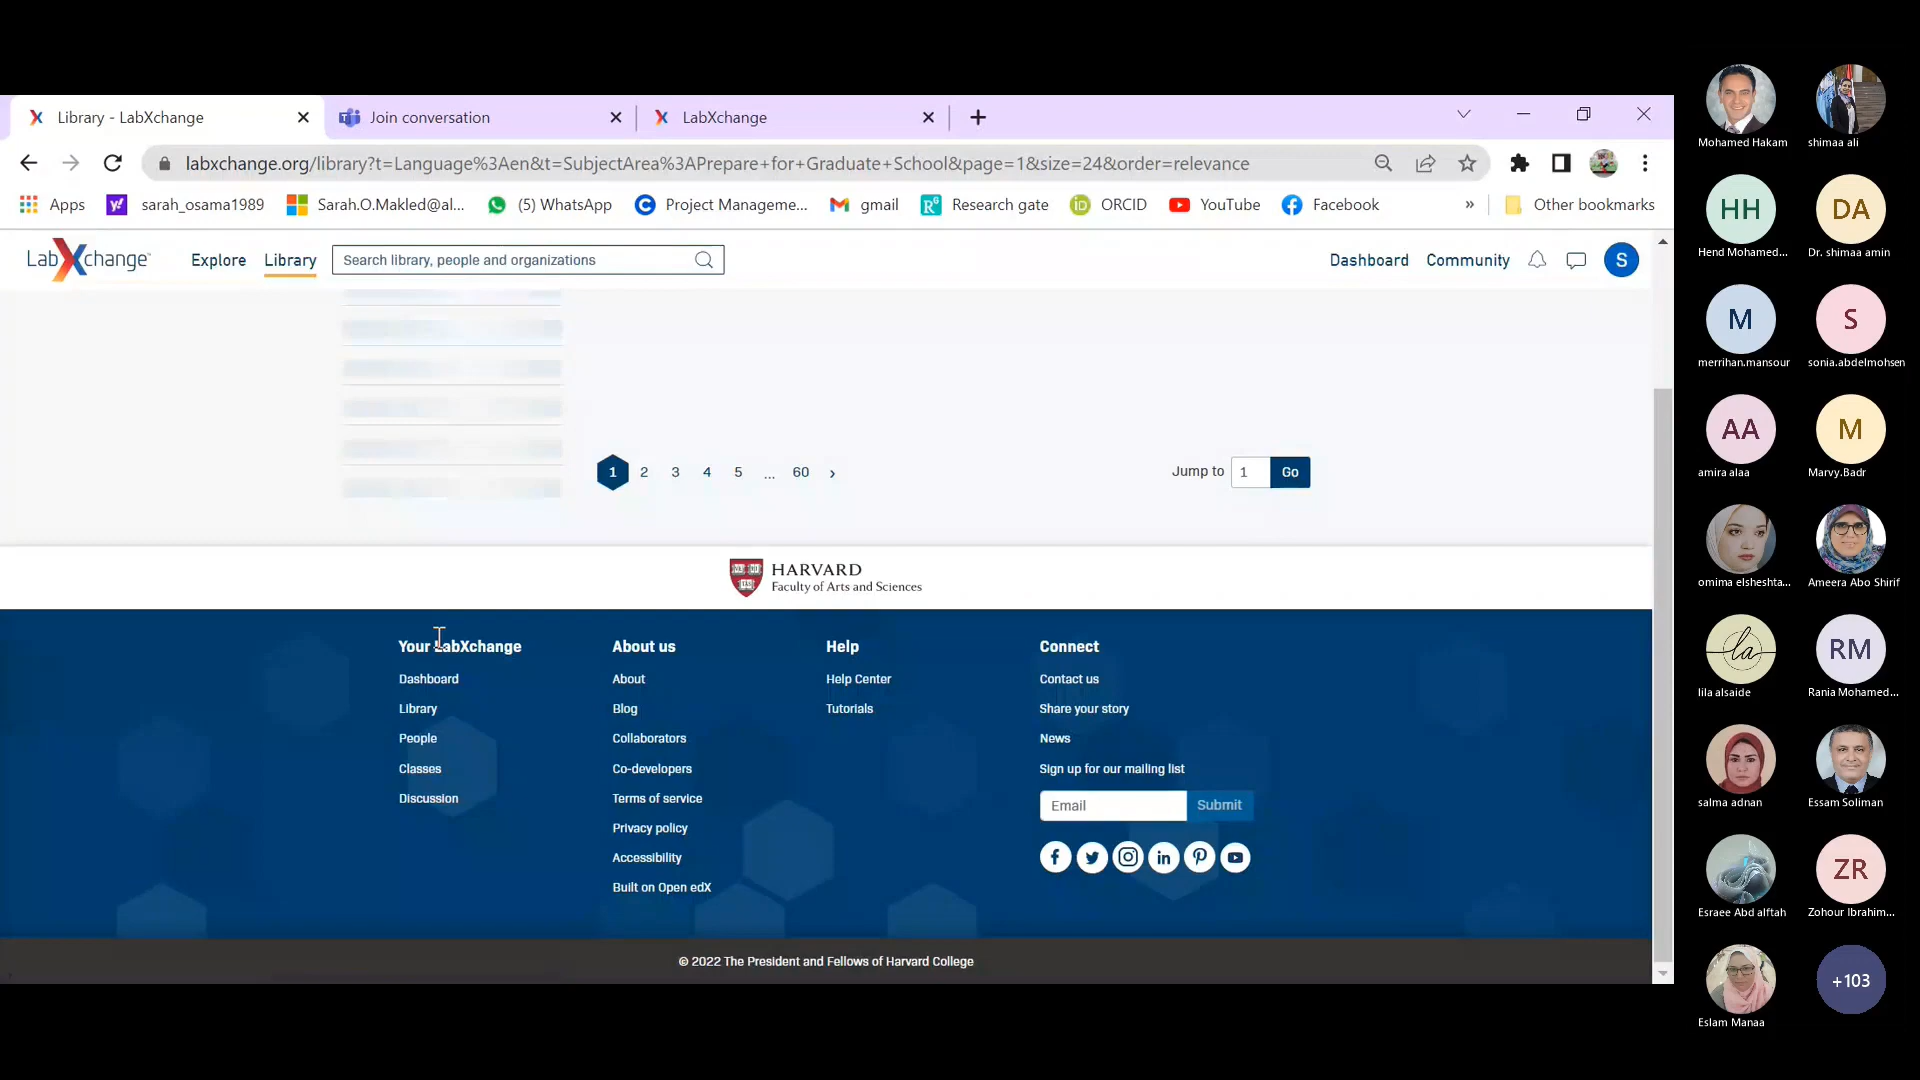 Library - LabXchange
Join conversation
LabXchange
labxchange.org/library?t=Language%3Aen&t=SubjectArea%3APrepare+for+Graduate+School&page=1&size=24&order=relevance
Apps
sarah_osama1989
Sarah.O.Makled@al...
(5) WhatsApp
Project Manageme...
gmail
Research gate
ORCID
YouTube
Facebook
»
Other bookmarks
LabXchange
Explore
Library
Search library, people and organizations
Dashboard
Community
S
1 2 3 4 5 ... 60 ›
Jump to 1 Go
HARVARD
Faculty of Arts and Sciences
Your LabXchange
Dashboard
Library
People
Classes
Discussion
About us
About
Blog
Collaborators
Co-developers
Terms of service
Privacy policy
Accessibility
Built on Open edX
Help
Help Center
Tutorials
Connect
Contact us
Share your story
News
Sign up for our mailing list
Email
Submit
© 2022 The President and Fellows of Harvard College
Mohamed Hakam
shimaa ali
HH
Hend Mohamed...
DA
Dr. shimaa amin
M
merrihan.mansour
S
sonia.abdelmohsen
AA
amira alaa
M
Marvy.Badr
omima elsheshta...
Ameera Abo Shirif
la
lila alsaide
RM
Rania Mohamed...
salma adnan
Essam Soliman
Esraee Abd alftah
ZR
Zohour Ibrahim...
Eslam Manaa
+103